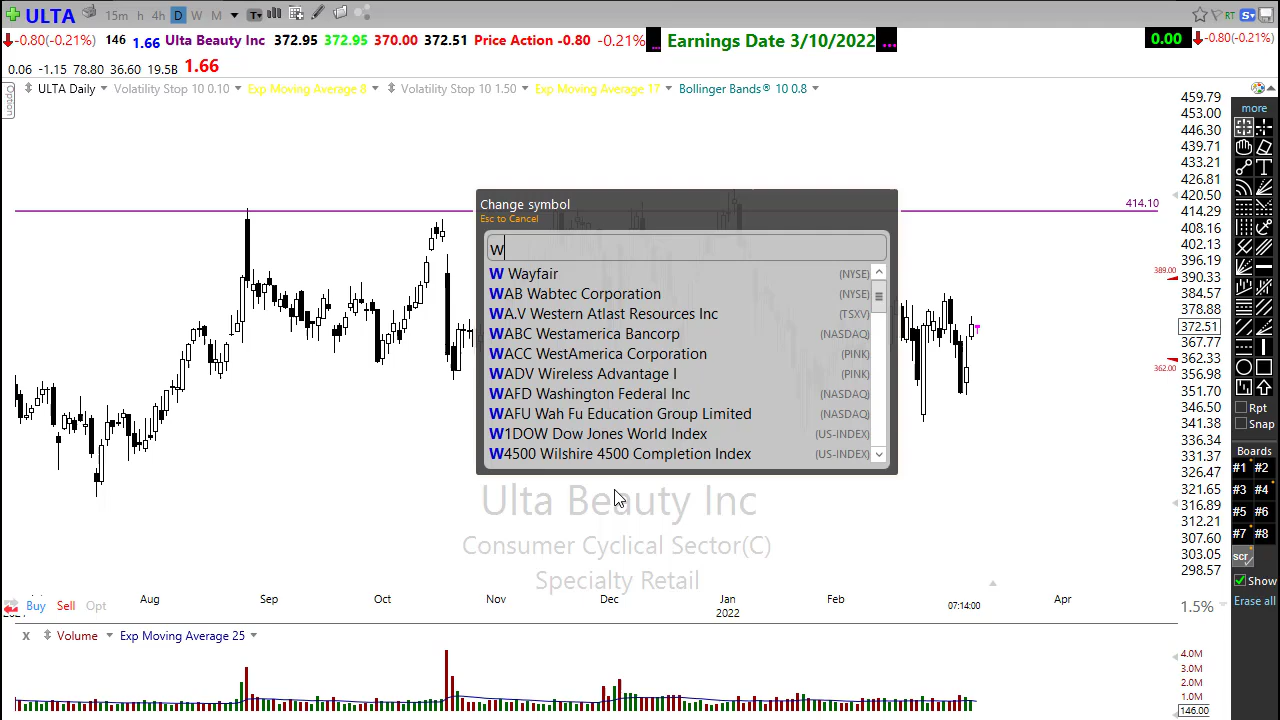 ULTA 15m h 4h D W M T RT S
-0.80(-0.21%) 146 1.66 Ulta Beauty Inc 372.95 372.95 370.00 372.51 Price Action -0.80 -0.21% ... Earnings Date 3/10/2022 ... 0.00 -0.80(-0.21%)
0.06 -1.15 78.80 36.60 19.5B 1.66
Option
ULTA Daily Volatility Stop 10 0.10 Exp Moving Average 8 Volatility Stop 10 1.50 Exp Moving Average 17 Bollinger Bands® 10 0.8
459.79
453.00
446.30
439.71
433.21
426.81
420.50
414.29
408.16
402.13
396.19
390.33
384.57
378.88
372.51
367.77
362.33
356.98
351.70
346.50
341.38
336.34
331.37
326.47
321.65
316.89
312.21
307.60
303.05
298.57
414.10
389.00
362.00
Change symbol
Esc to Cancel
W
W Wayfair (NYSE)
WAB Wabtec Corporation (NYSE)
WA.V Western Atlast Resources Inc (TSXV)
WABC Westamerica Bancorp (NASDAQ)
WACC WestAmerica Corporation (PINK)
WADV Wireless Advantage I (PINK)
WAFD Washington Federal Inc (NASDAQ)
WAFU Wah Fu Education Group Limited (NASDAQ)
W1DOW Dow Jones World Index (US-INDEX)
W4500 Wilshire 4500 Completion Index (US-INDEX)
Ulta Beauty Inc
Consumer Cyclical Sector(C)
Specialty Retail
Aug Sep Oct Nov Dec Jan Feb Apr
2022 07:14:00
Buy Sell Opt 1.5%
x Volume Exp Moving Average 25
4.0M
3.0M
2.0M
1.0M
146.00
more
T
Rpt
Snap
Boards
#1 #2
#3 #4
#5 #6
#7 #8
scr
Show
Erase all